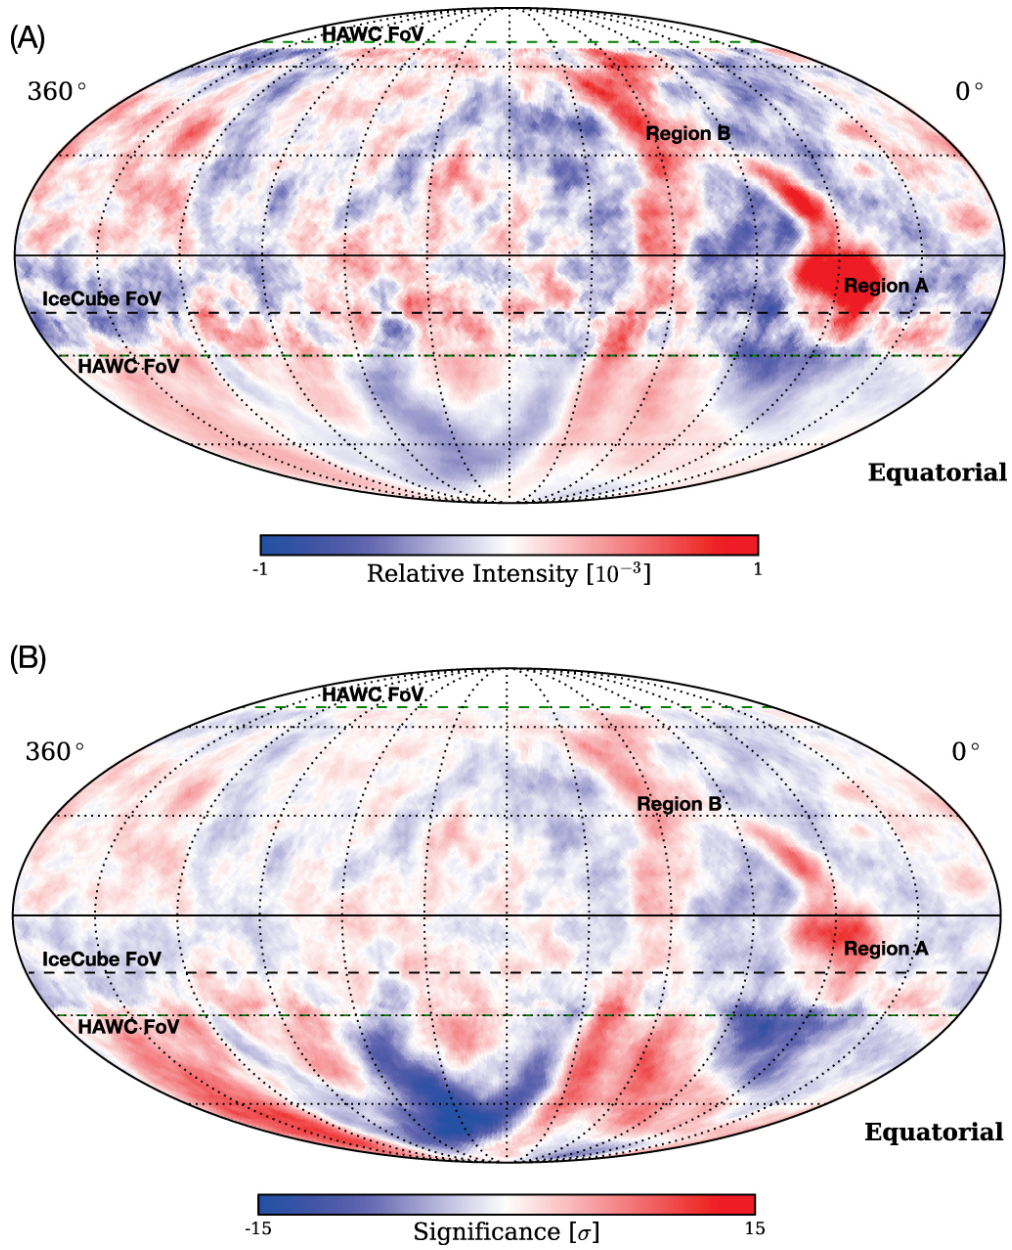 (A)
HAWC FoV
360°
0°
Region B
Region A
IceCube FoV
HAWC FoV
Equatorial
-1
1
Relative Intensity [10⁻³]
(B)
HAWC FoV
360°
0°
Region B
Region A
IceCube FoV
HAWC FoV
Equatorial
-15
15
Significance [σ]